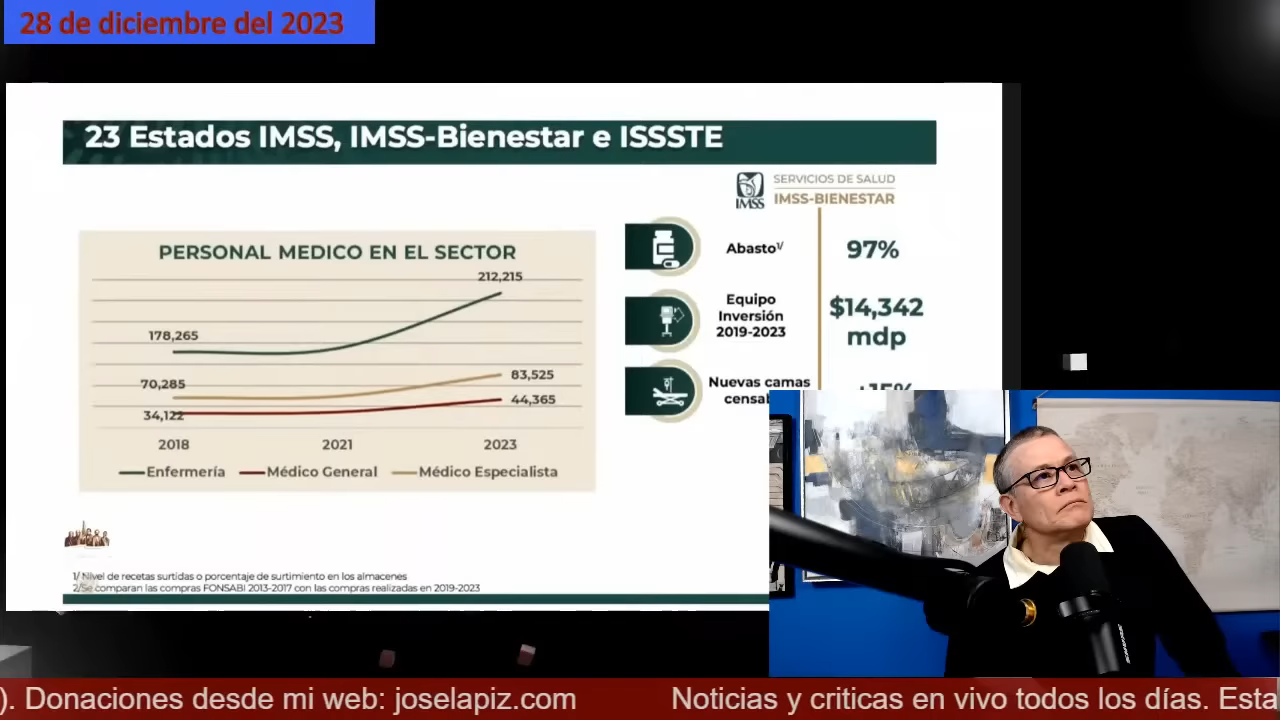 28 de diciembre del 2023
23 Estados IMSS, IMSS-Bienestar e ISSSTE
IMSS
SERVICIOS DE SALUD
IMSS-BIENESTAR
PERSONAL MEDICO EN EL SECTOR
212,215
178,265
70,285
83,525
34,122
44,365
2018 2021 2023
Enfermería Médico General Médico Especialista
Abasto1/ 97%
Equipo
Inversión
2019-2023
$14,342
mdp
Nuevas camas
1/ Nivel de recetas surtidas o porcentaje de surtimiento en los almacenes
2/Se comparan las compras FONSABI 2013-2017 con las compras realizadas en 2019-2023
). Donaciones desde mi web: joselapiz.com Noticias y criticas en vivo todos los días. Esta